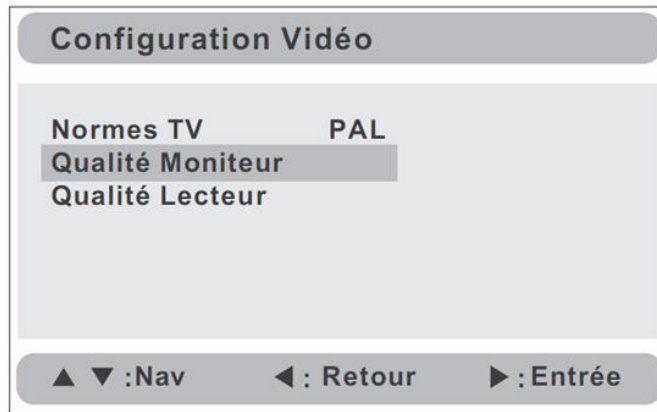 Configuration Vidéo
Normes TV PAL
Qualité Moniteur
Qualité Lecteur
▲ ▼ :Nav ◀ : Retour ▶ : Entrée